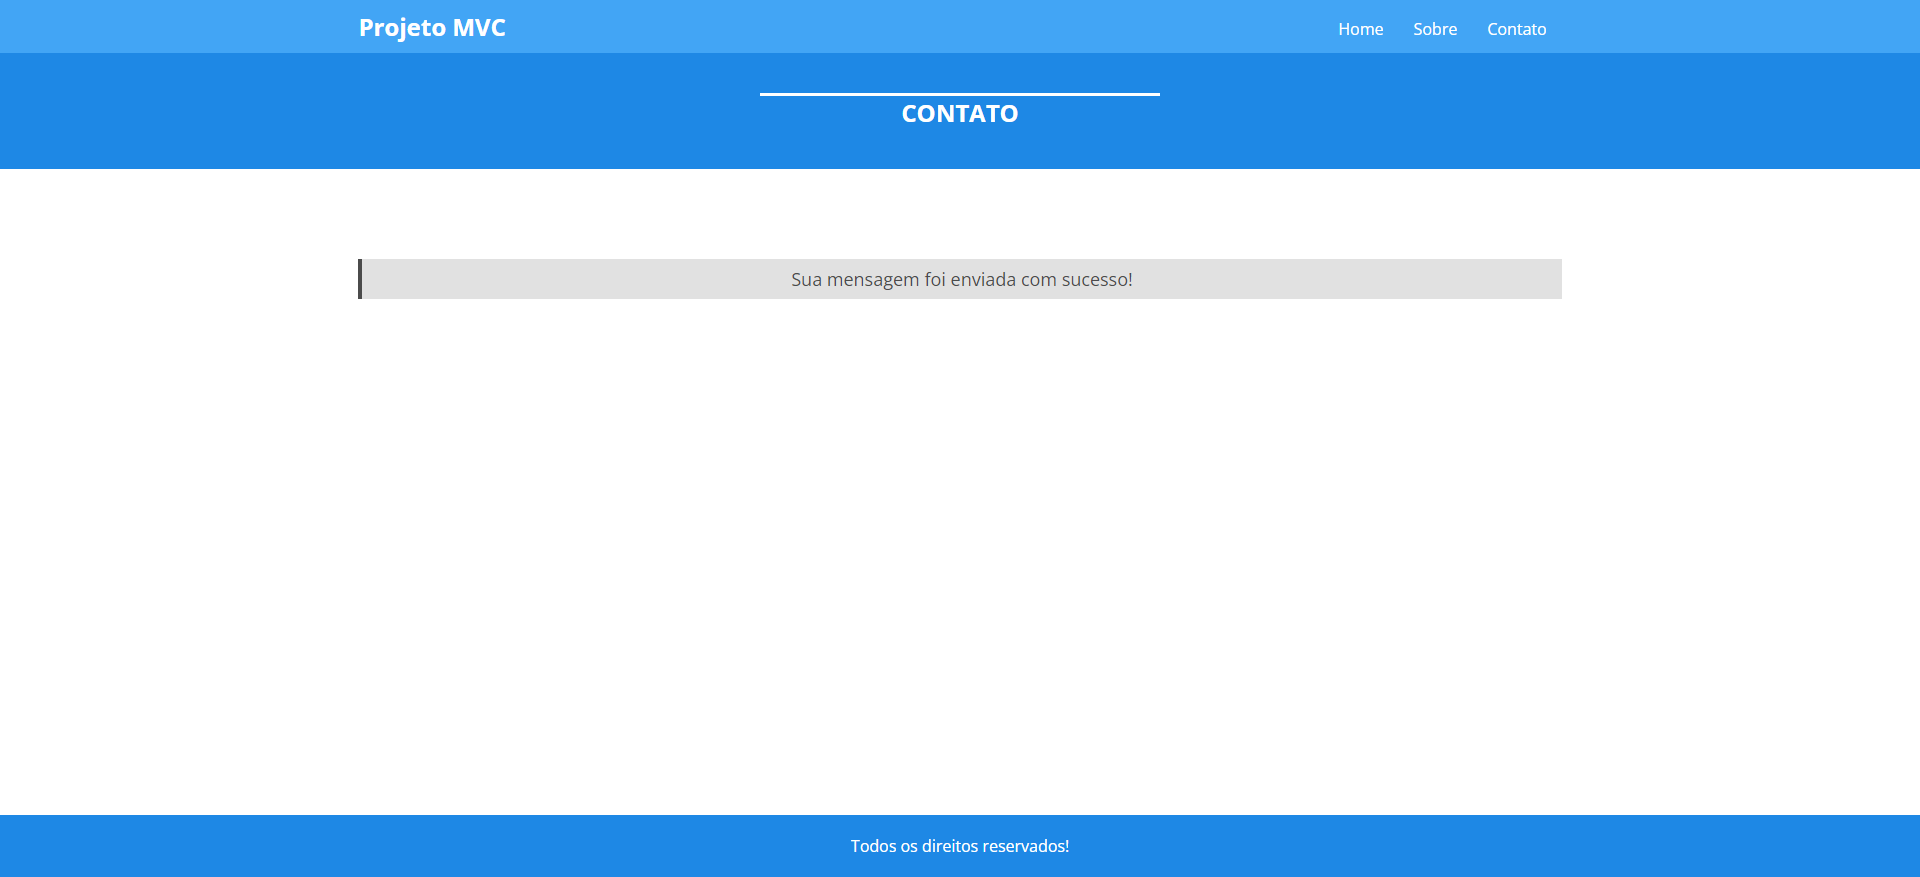 Projeto MVC
Home Sobre Contato
CONTATO
Sua mensagem foi enviada com sucesso!
Todos os direitos reservados!